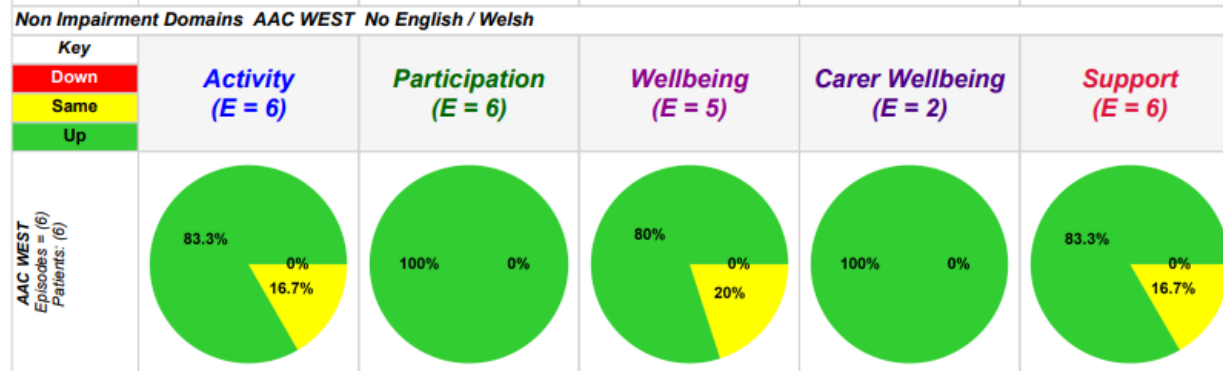 Non Impairment Domains AAC WEST No English / Welsh
Key
Down
Same
Up
Activity
(E = 6)
Participation
(E = 6)
Wellbeing
(E = 5)
Carer Wellbeing
(E = 2)
Support
(E = 6)
AAC WEST
Episodes = (6)
Patients: (6)
83.3%
0%
16.7%
100%
0%
80%
0%
20%
100%
0%
83.3%
0%
16.7%